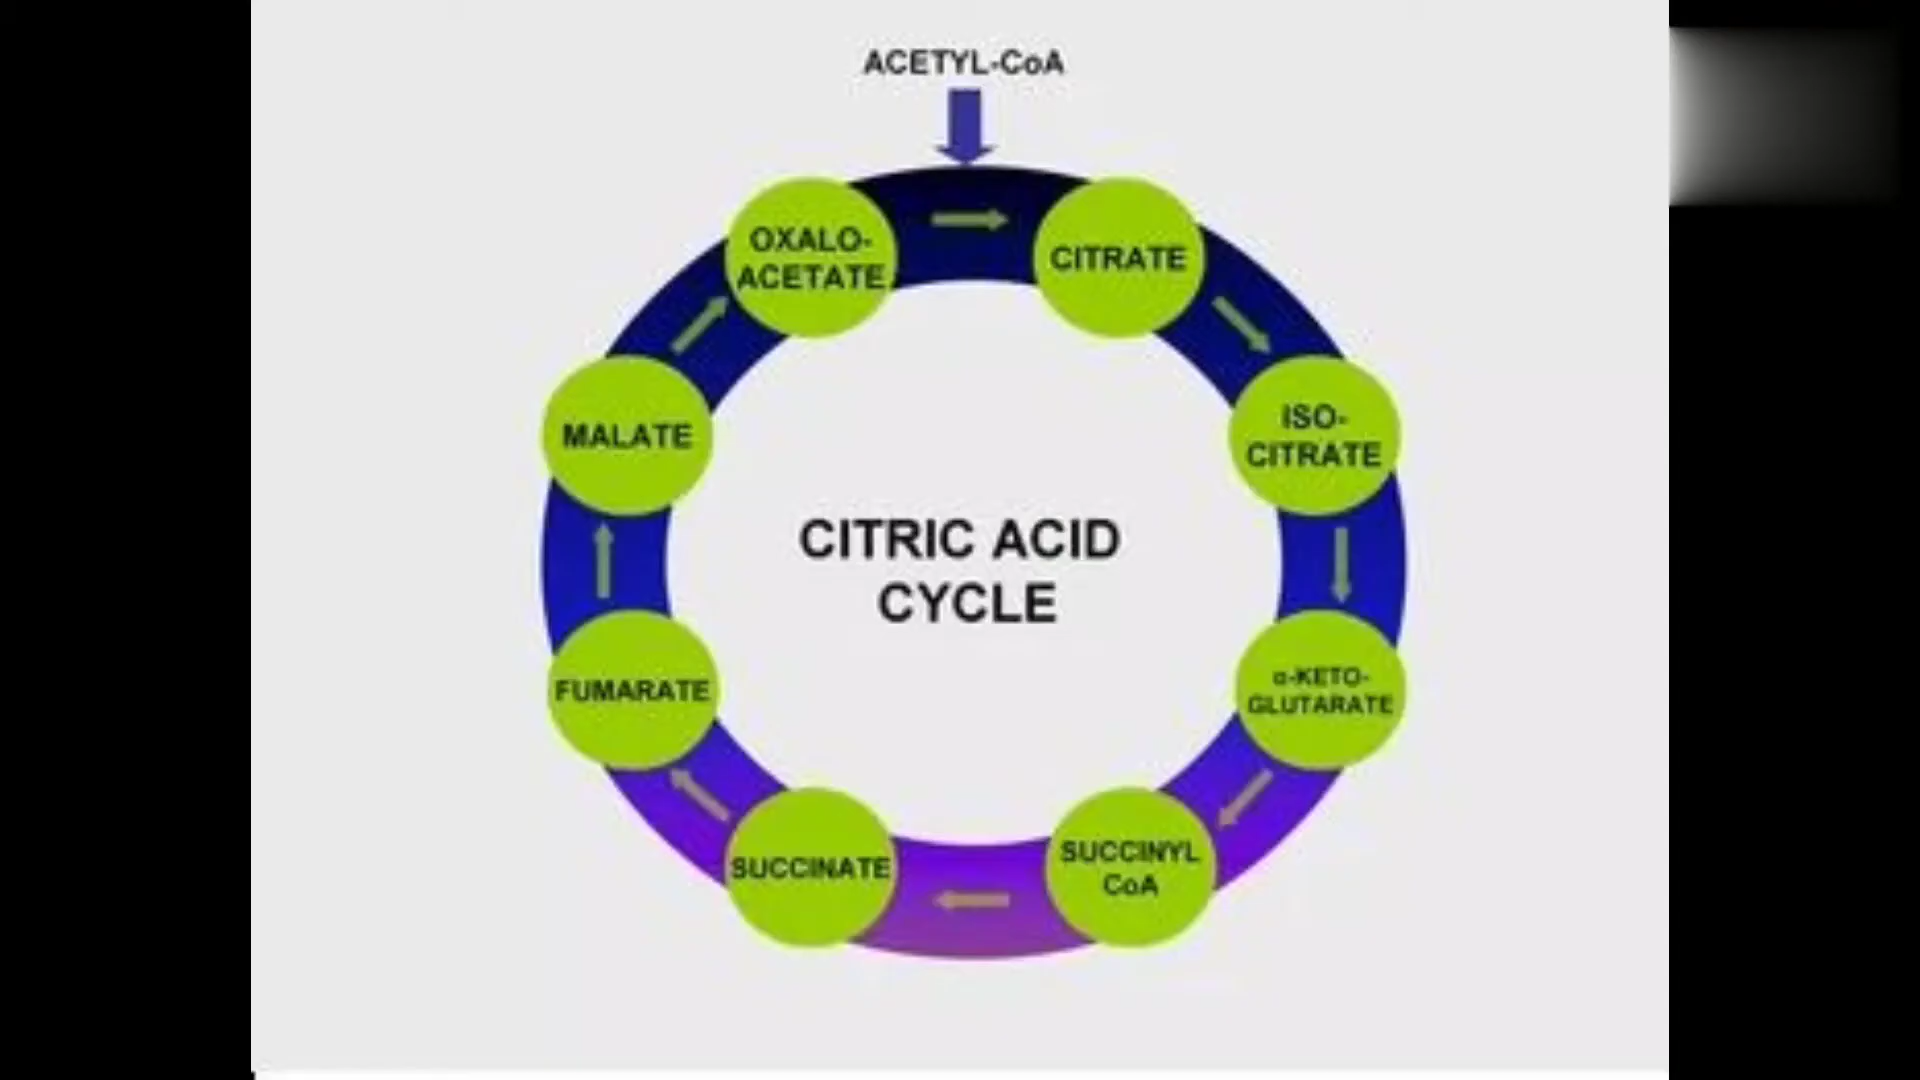 ACETYL-CoA
OXALO-
ACETATE
CITRATE
ISO-
CITRATE
α-KETO-
GLUTARATE
SUCCINYL
CoA
SUCCINATE
FUMARATE
MALATE
CITRIC ACID
CYCLE